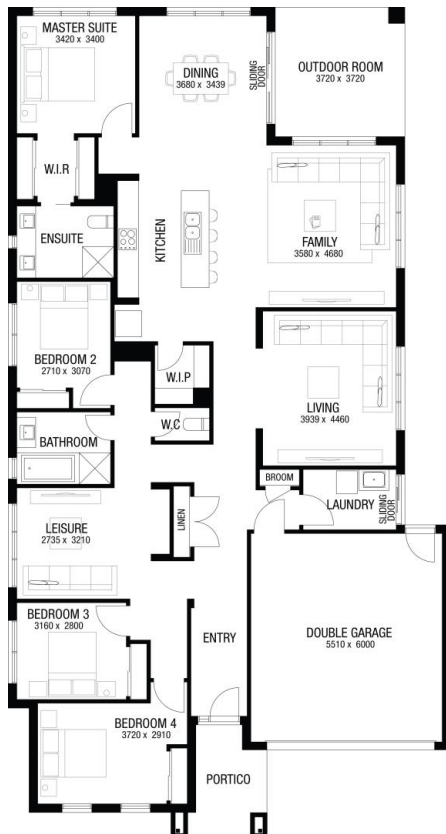 MASTER SUITE
3420 x 3400
DINING
3680 x 3439
SLIDING
DOOR
OUTDOOR ROOM
3720 x 3720
W.I.R
ENSUITE
KITCHEN
FAMILY
3580 x 4680
BEDROOM 2
2710 x 3070
W.I.P
LIVING
3939 x 4460
W.C
BATHROOM
BROOM
LAUNDRY
SLIDING
DOOR
LINEN
LEISURE
2735 x 3210
BEDROOM 3
3160 x 2800
ENTRY
DOUBLE GARAGE
5510 x 6000
BEDROOM 4
3720 x 2910
PORTICO